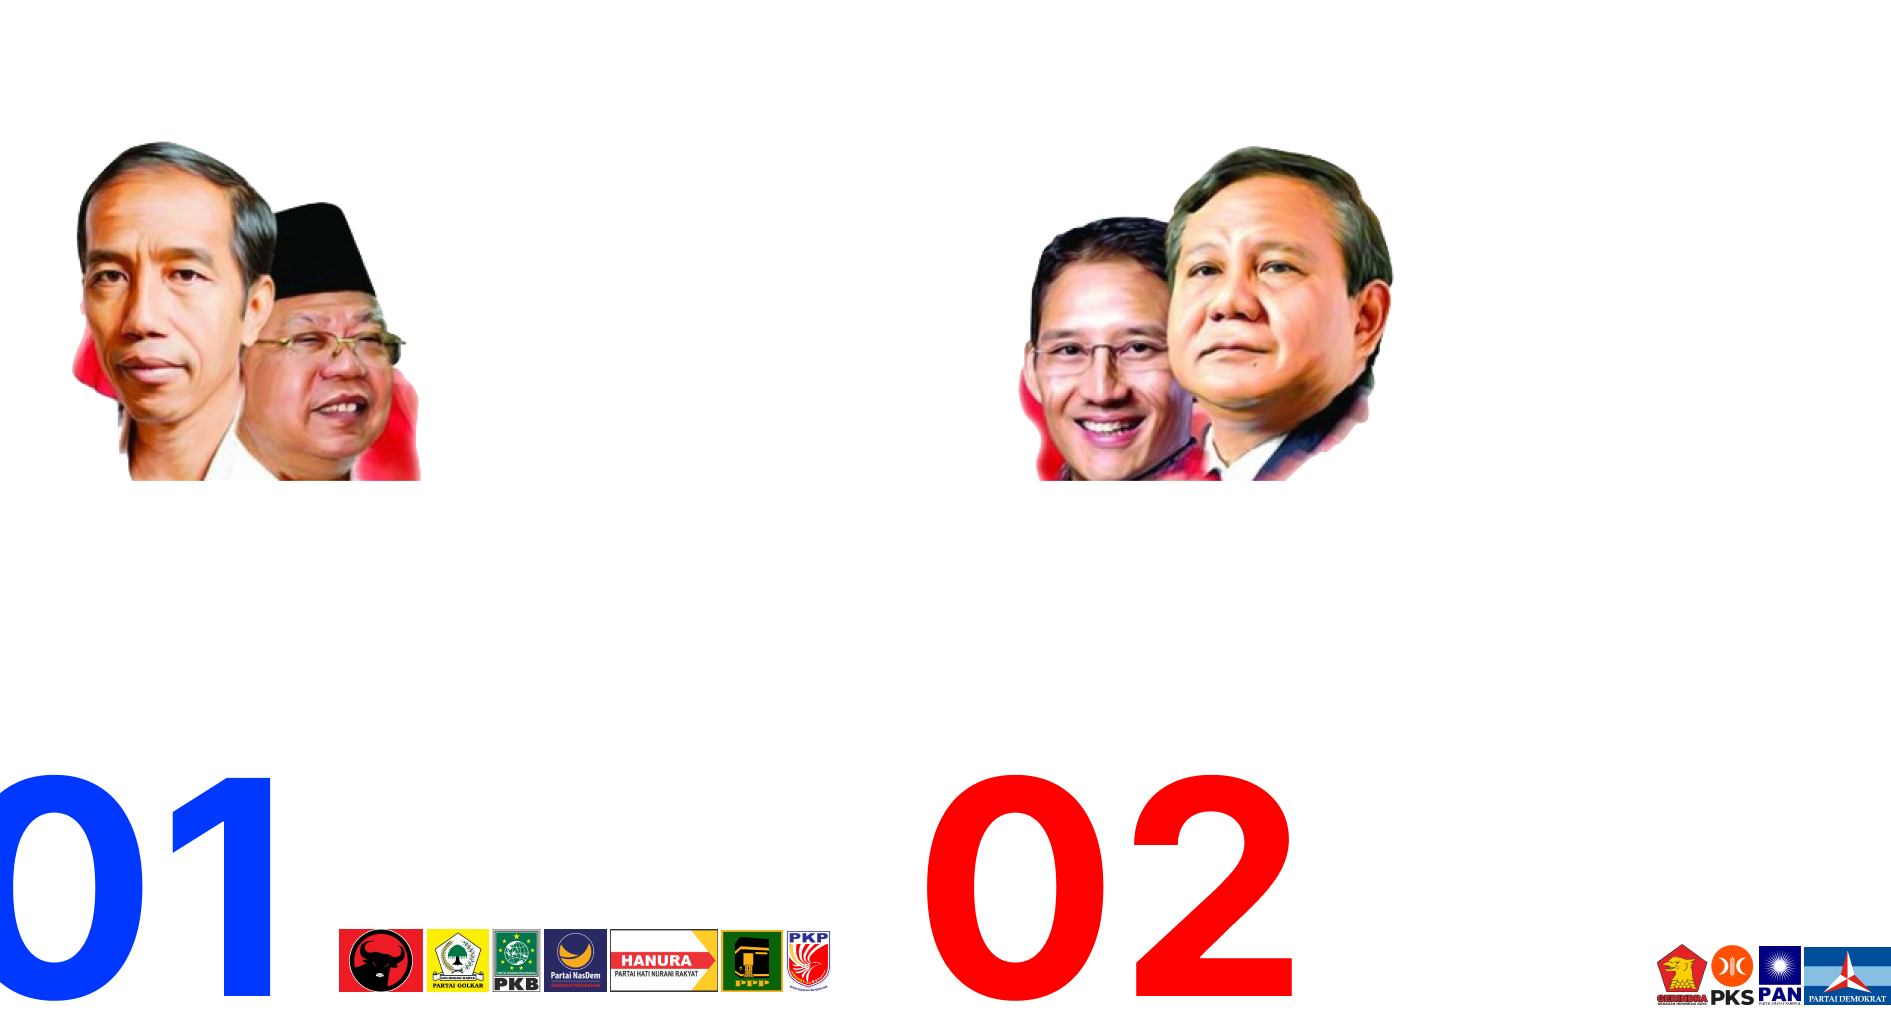 01
02
PARTAI GOLKAR
PKB
Partai NasDem
HANURA
PARTAI HATI NURANI RAKYAT
PPP
PKP
GERINDRA
PKS
PAN
PARTAI DEMOKRAT